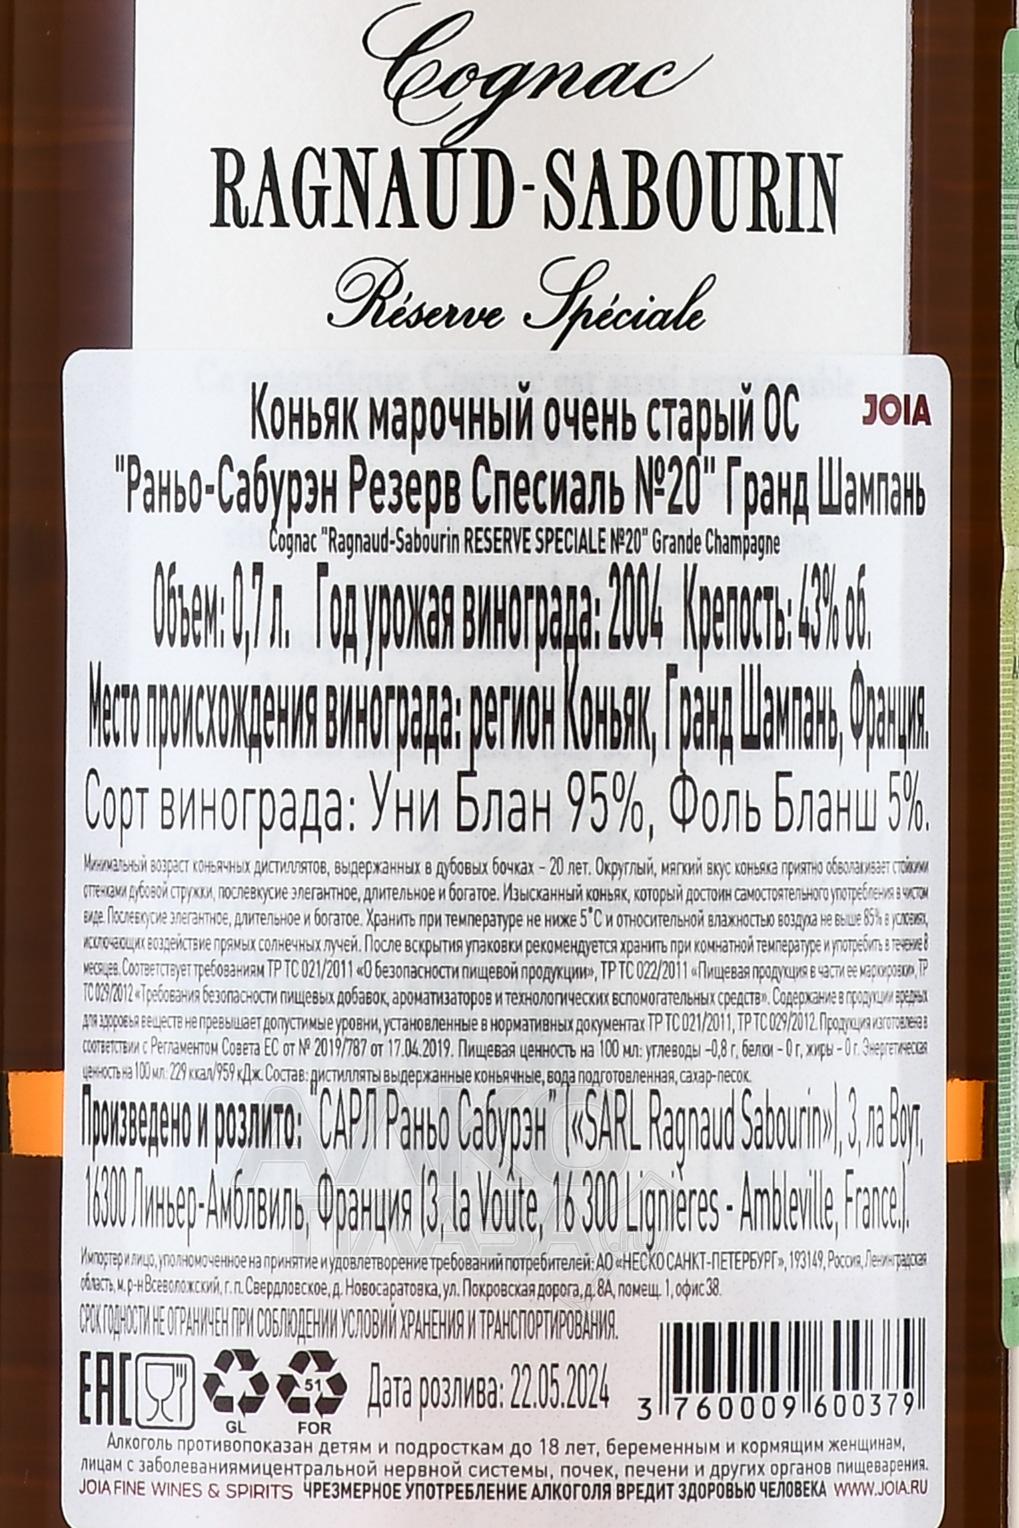 Cognac
RAGNAUD-SABOURIN
Réserve Spéciale
Коньяк марочный очень старый ОС
JOIA
"Раньо-Сабурэн Резерв Спесиаль №20" Гранд Шампань
Cognac "Ragnaud-Sabourin RESERVE SPECIALE №20" Grande Champagne
Объем: 0,7 л. Год урожая винограда: 2004 Крепость: 43% об.
Место происхождения винограда: регион Коньяк, Гранд Шампань, Франция.
Сорт винограда: Уни Блан 95%, Фоль Бланш 5%.
Минимальный возраст коньячных дистиллятов, выдержанных в дубовых бочках – 20 лет. Округлый, мягкий вкус коньяка приятно обволакивает стойкими
оттенками дубовой стружки, послевкусие элегантное, длительное и богатое. Изысканный коньяк, который достоин самостоятельного употребления в чистом
виде. Послевкусие элегантное, длительное и богатое. Хранить при температуре не ниже 5°С и относительной влажностью воздуха не выше 85% в условиях,
исключающих воздействие прямых солнечных лучей. После вскрытия упаковки рекомендуется хранить при комнатной температуре и употребить в течение 8
месяцев. Соответствует требованиям ТР ТС 021/2011 «О безопасности пищевой продукции», ТР ТС 022/2011 «Пищевая продукция в части ее маркировки», ТР
ТС 029/2012 «Требования безопасности пищевых добавок, ароматизаторов и технологических вспомогательных средств». Содержание в продукции вредных
для здоровья веществ не превышает допустимые уровни, установленные в нормативных документах ТР ТС 021/2011, ТР ТС 029/2012. Продукция изготовлена в
соответствии с Регламентом Совета ЕС от № 2019/787 от 17.04.2019. Пищевая ценность на 100 мл: углеводы –0,8 г, белки - 0 г, жиры – 0 г. Энергетическая
ценность на 100 мл: 229 ккал/959 кДж. Состав: дистилляты выдержанные коньячные, вода подготовленная, сахар-песок.
Произведено и розлито: "САРЛ Раньо Сабурэн" («SARL Ragnaud Sabourin»), 3, ла Воут,
16300 Линьер-Амблвиль, Франция (3, la Voûte, 16 300 Lignières - Ambleville, France.).
Импортер и лицо, уполномоченное на принятие и удовлетворение требований потребителей: АО «НЕСКО САНКТ-ПЕТЕРБУРГ», 193149, Россия, Ленинградская
область, м.р-н Всеволожский, г.п. Свердловское, д. Новосаратовка, ул. Покровская дорога, д. 8А, помещ. 1, офис 38.
СРОК ГОДНОСТИ НЕ ОГРАНИЧЕН ПРИ СОБЛЮДЕНИИ УСЛОВИЙ ХРАНЕНИЯ И ТРАНСПОРТИРОВАНИЯ.
EAC GL 51 FOR Дата розлива: 22.05.2024
3 760009 600379
Алкоголь противопоказан детям и подросткам до 18 лет, беременным и кормящим женщинам,
лицам с заболеваниямицентральной нервной системы, почек, печени и других органов пищеварения.
JOIA FINE WINES & SPIRITS ЧРЕЗМЕРНОЕ УПОТРЕБЛЕНИЕ АЛКОГОЛЯ ВРЕДИТ ЗДОРОВЬЮ ЧЕЛОВЕКА WWW.JOIA.RU
АЛКО
ПЛАЗА.ru